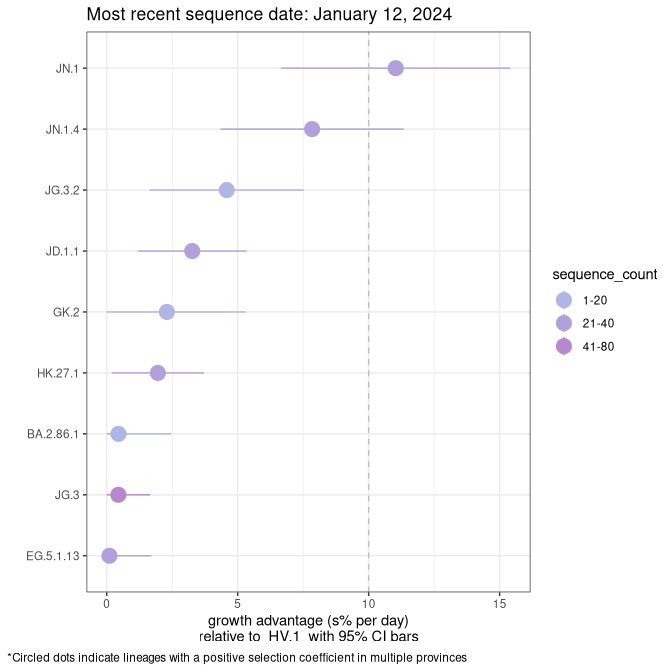 Most recent sequence date: January 12, 2024
JN.1
JN.1.4
JG.3.2
JD.1.1
GK.2
HK.27.1
BA.2.86.1
JG.3
EG.5.1.13
0 5 10 15
growth advantage (s% per day)
relative to HV.1 with 95% CI bars
sequence_count
1-20
21-40
41-80
*Circled dots indicate lineages with a positive selection coefficient in multiple provinces